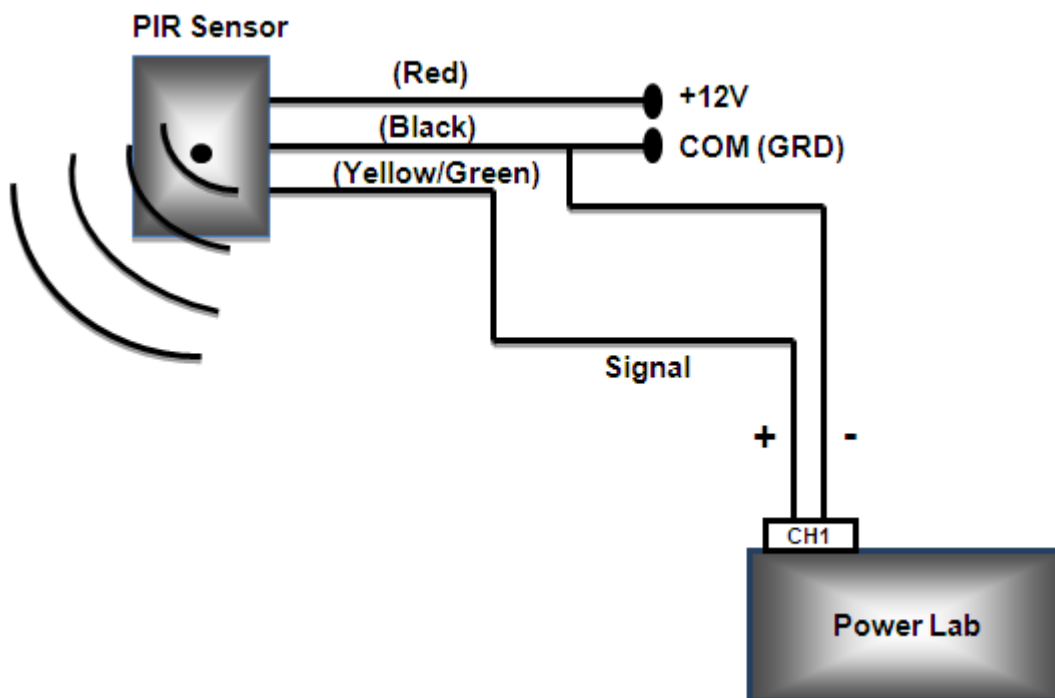 PIR Sensor
(Red)
+12V
(Black)
COM (GRD)
(Yellow/Green)
Signal
+ -
CH1
Power Lab